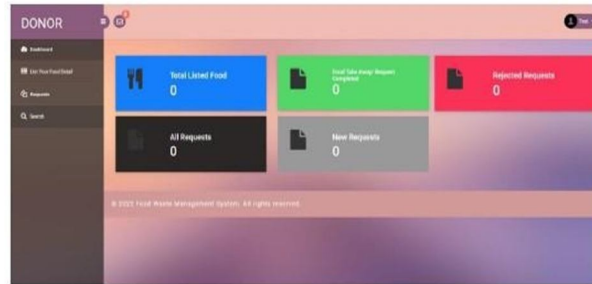 DONOR
Test
Dashboard
List Your Food Detail
Requests
Search
Total Listed Food
0
Food Take Away Request
Completed
0
Rejected Requests
0
All Requests
0
New Requests
0
Food Waste Management System. All rights reserved.